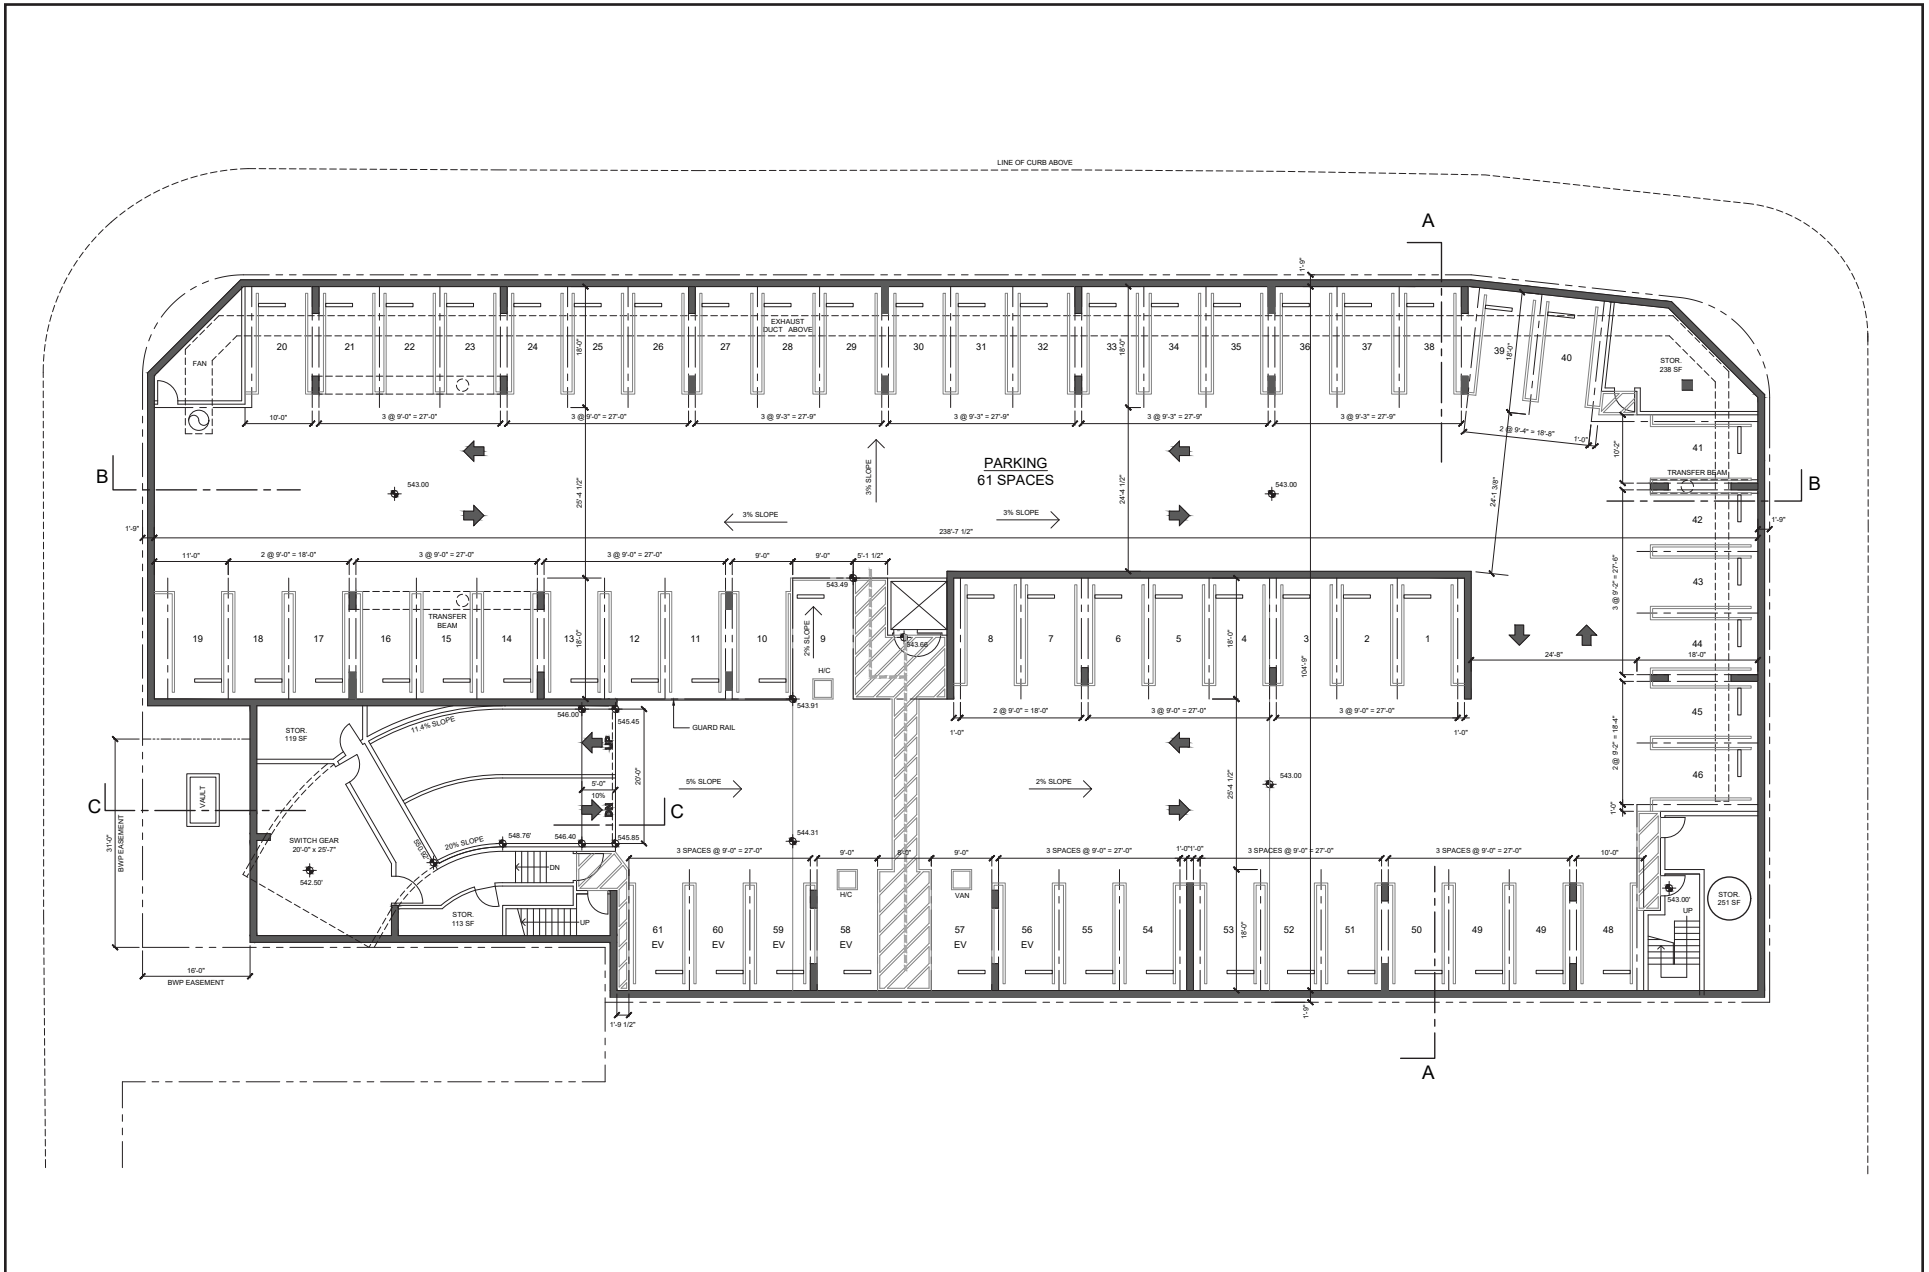 LINE OF CURB ABOVE
A
1'-9"
EXHAUST
DUCT ABOVE
FAN
20
21
22
23
24
25
26
27
28
29
30
31
32
33
34
35
36
37
38
39
40
18'-0"
18'-0"
18'-0"
STOR.
238 SF
10'-0"
3 @ 9'-0" = 27'-0"
3 @ 9'-0" = 27'-0"
3 @ 9'-3" = 27'-9"
3 @ 9'-3" = 27'-9"
3 @ 9'-3" = 27'-9"
3 @ 9'-3" = 27'-9"
2 @ 9'-4" = 18'-8"
1'-0"
10'-2"
41
TRANSFER BEAM
B
B
543.00
25'-4 1/2"
3% SLOPE
PARKING
61 SPACES
24'-4 1/2"
543.00
24'-1 3/8"
42
1'-9"
3% SLOPE
3% SLOPE
238'-7 1/2"
1'-9"
11'-0"
2 @ 9'-0" = 18'-0"
3 @ 9'-0" = 27'-0"
3 @ 9'-0" = 27'-0"
9'-0"
9'-0"
5'-1 1/2"
543.49
3 @ 9'-2" = 27'-6"
43
TRANSFER
BEAM
19
18
17
16
15
14
13
12
11
10
9
18'-0"
2% SLOPE
543.66
8
7
6
5
4
3
2
1
18'-0"
104'-9"
44
24'-8"
18'-0"
H/C
543.91
GUARD RAIL
2 @ 9'-0" = 18'-0"
3 @ 9'-0" = 27'-0"
3 @ 9'-0" = 27'-0"
1'-0"
1'-0"
45
2 @ 9'-2" = 18'-4"
46
1'-0"
STOR.
119 SF
11.4% SLOPE
546.00
545.45
UP
20'-0"
5'-0"
10%
DN
5% SLOPE
2% SLOPE
543.00
25'-4 1/2"
VAULT
C
C
31'-0"
BWP EASEMENT
SWITCH GEAR
20'-0" x 25'-7"
542.50'
550.92'
20% SLOPE
548.76'
546.40
545.85
544.31
3 SPACES @ 9'-0" = 27'-0"
9'-0"
8'-0"
9'-0"
3 SPACES @ 9'-0" = 27'-0"
1'-0"
1'-0"
3 SPACES @ 9'-0" = 27'-0"
3 SPACES @ 9'-0" = 27'-0"
10'-0"
DN
H/C
VAN
543.00'
STOR.
251 SF
UP
STOR.
113 SF
UP
61
EV
60
EV
59
EV
58
EV
57
EV
56
EV
55
54
53
52
51
50
49
49
48
18'-0"
16'-0"
BWP EASEMENT
1'-9 1/2"
1'-9"
A